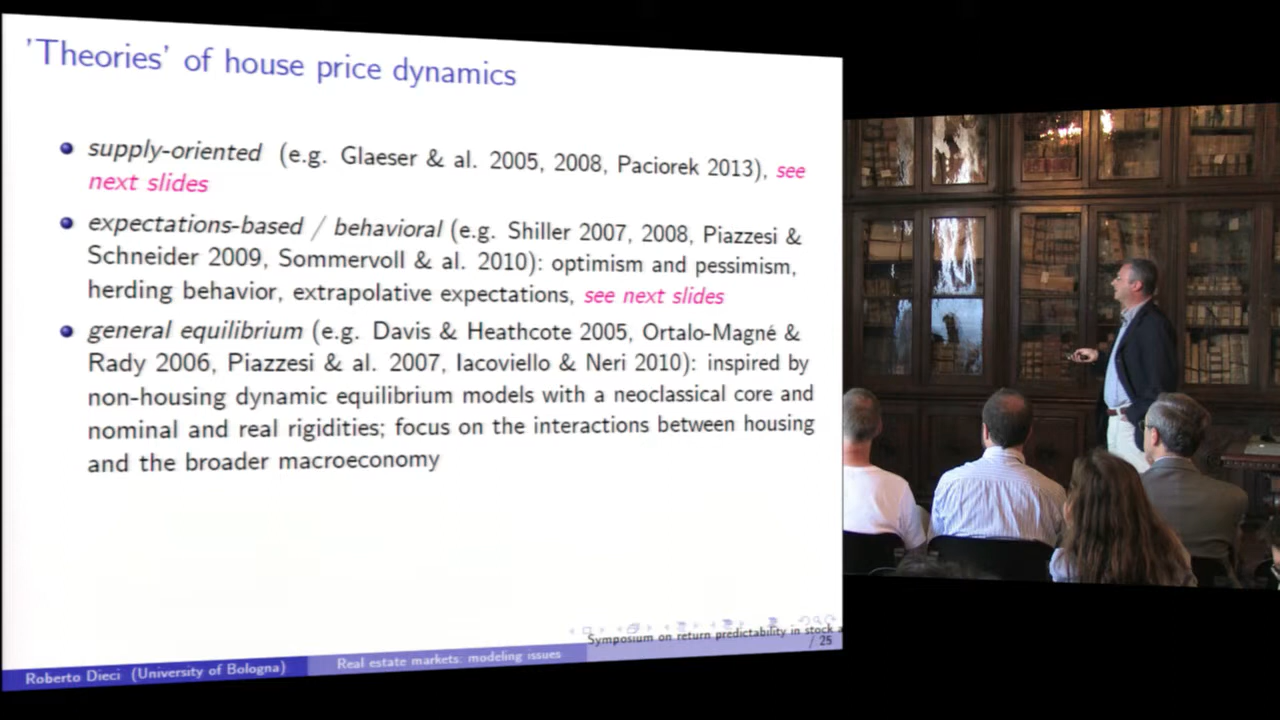 'Theories' of house price dynamics
supply-oriented (e.g. Glaeser & al. 2005, 2008, Paciorek 2013), see
next slides
expectations-based / behavioral (e.g. Shiller 2007, 2008, Piazzesi &
Schneider 2009, Sommervoll & al. 2010): optimism and pessimism,
herding behavior, extrapolative expectations, see next slides
general equilibrium (e.g. Davis & Heathcote 2005, Ortalo-Magné &
Rady 2006, Piazzesi & al. 2007, Iacoviello & Neri 2010): inspired by
non-housing dynamic equilibrium models with a neoclassical core and
nominal and real rigidities; focus on the interactions between housing
and the broader macroeconomy
Symposium on return predictability in stock a
/ 25
Roberto Dieci (University of Bologna)
Real estate markets: modeling issues